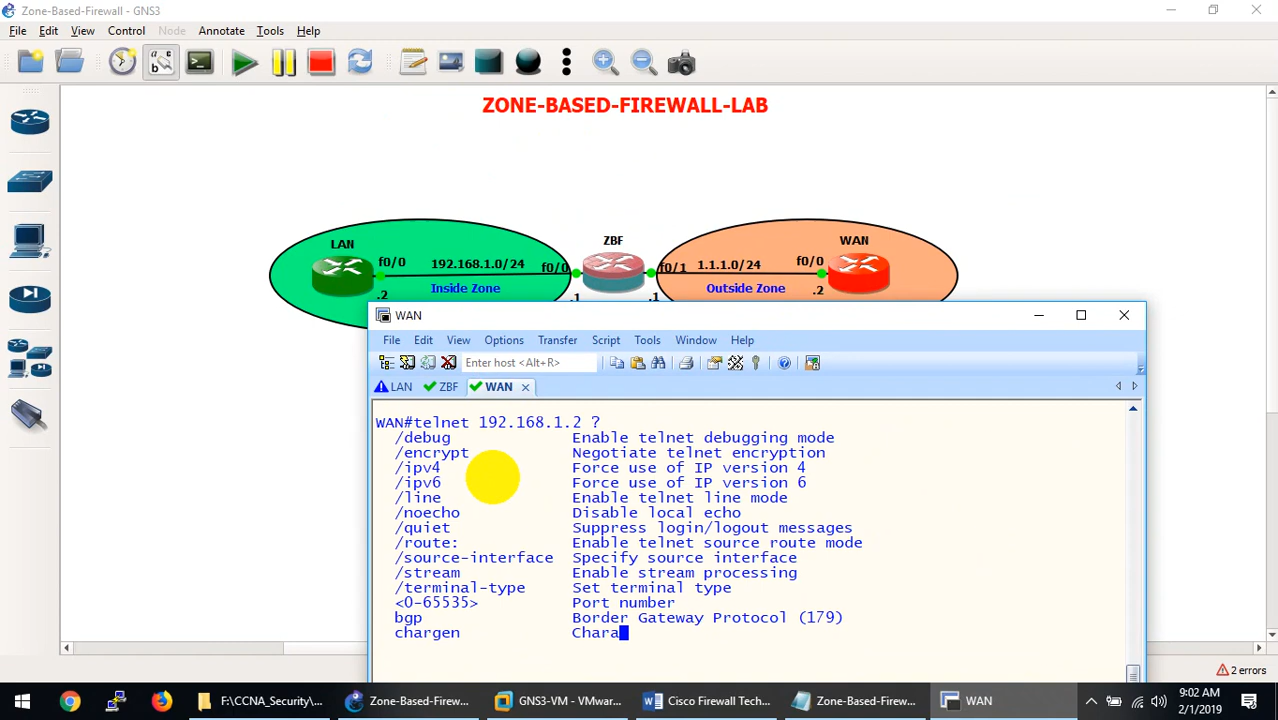 Zone-Based-Firewall - GNS3
File Edit View Control Node Annotate Tools Help
ZONE-BASED-FIREWALL-LAB
LAN
ZBF
WAN
f0/0
192.168.1.0/24
f0/0
f0/1
1.1.1.0/24
f0/0
Inside Zone
Outside Zone
.2
.1
.1
.2
WAN
File Edit View Options Transfer Script Tools Window Help
Enter host <Alt+R>
LAN ZBF WAN
WAN#telnet 192.168.1.2 ?
/debug Enable telnet debugging mode
/encrypt Negotiate telnet encryption
/ipv4 Force use of IP version 4
/ipv6 Force use of IP version 6
/line Enable telnet line mode
/noecho Disable local echo
/quiet Suppress login/logout messages
/route: Enable telnet source route mode
/source-interface Specify source interface
/stream Enable stream processing
/terminal-type Set terminal type
<0-65535> Port number
bgp Border Gateway Protocol (179)
chargen Chara
2 errors
F:\CCNA_Security\... Zone-Based-Firew... GNS3-VM - VMwar... Cisco Firewall Tech... Zone-Based-Firew... WAN
9:02 AM
2/1/2019